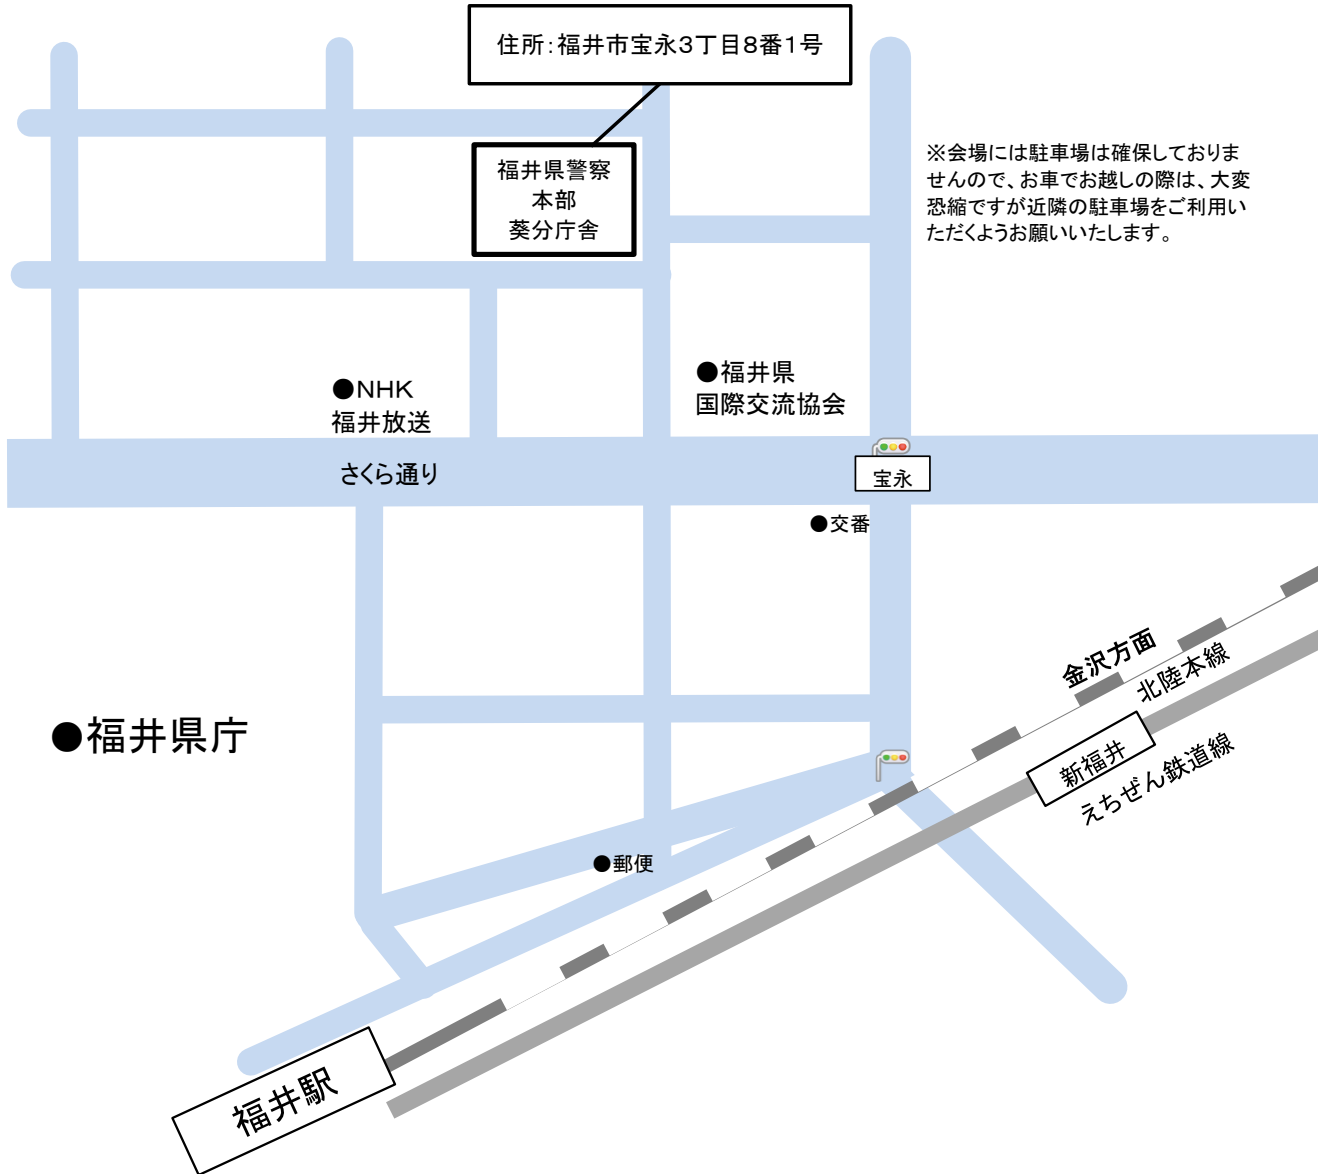 住所:福井市宝永3丁目8番1号
福井県警察
本部
葵分庁舎
※会場には駐車場は確保しておりま
せんので、お車でお越しの際は、大変
恐縮ですが近隣の駐車場をご利用い
ただくようお願いいたします。
●福井県
国際交流協会
●NHK
福井放送
さくら通り
宝永
●交番
金沢方面
北陸本線
●福井県庁
新福井
えちぜん鉄道線
●郵便
福井駅